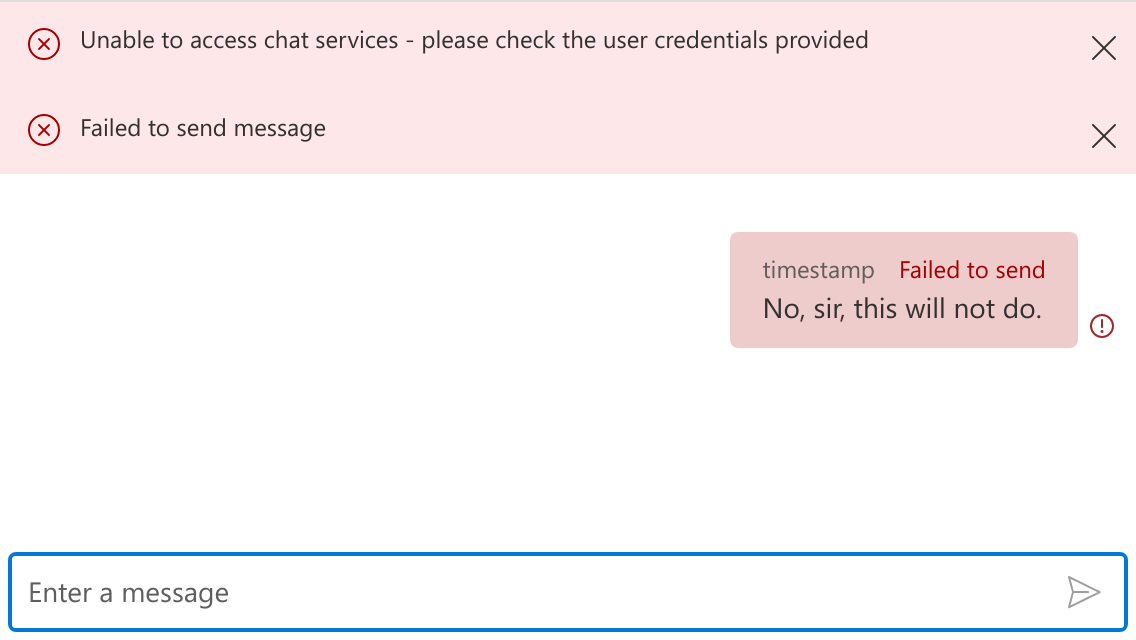 Unable to access chat services - please check the user credentials provided
Failed to send message
timestamp Failed to send
No, sir, this will not do.
Enter a message